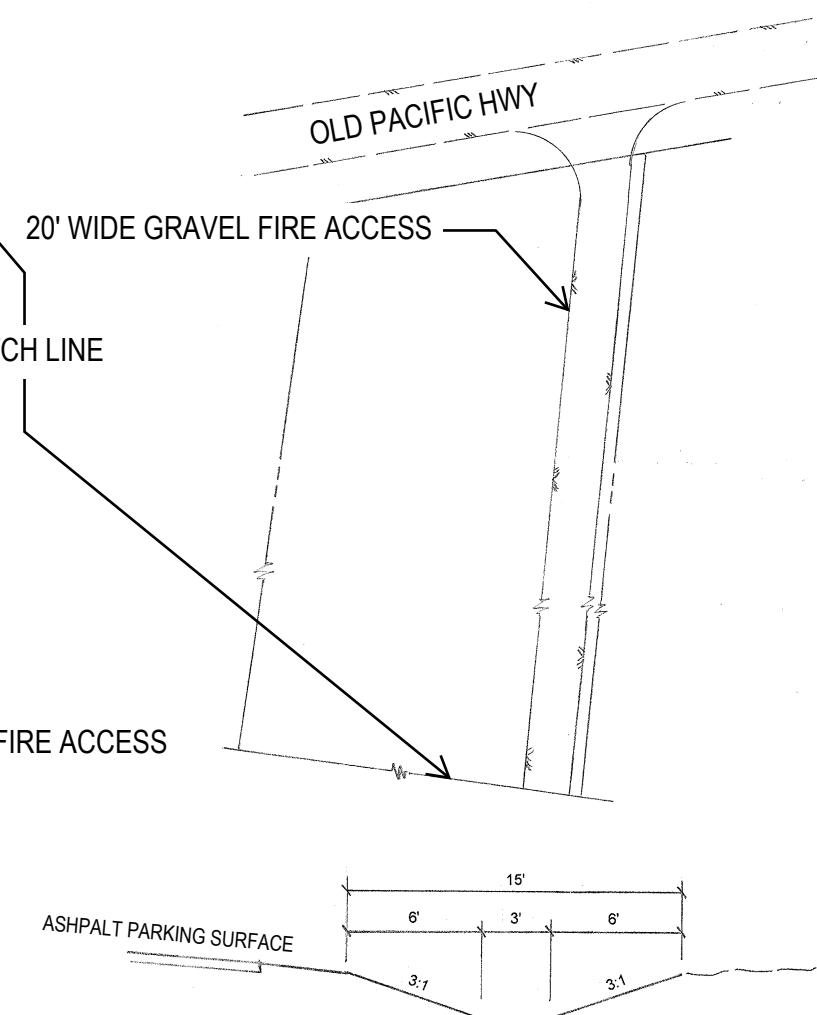 OLD PACIFIC HWY
20' WIDE GRAVEL FIRE ACCESS
CH LINE
FIRE ACCESS
15'
6' 3' 6'
ASHPALT PARKING SURFACE
3:1 3:1